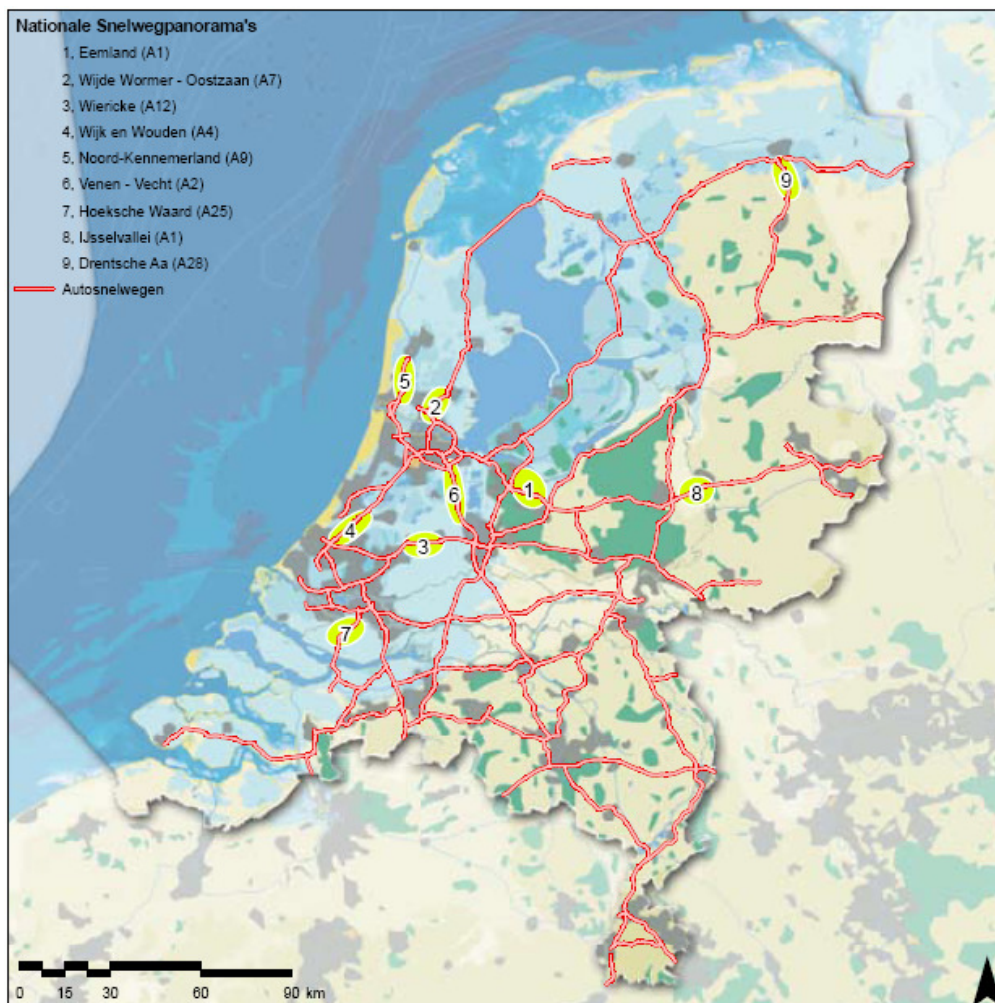 Nationale Snelwegpanorama's
1, Eemland (A1)
2, Wijde Wormer - Oostzaan (A7)
3, Wiericke (A12)
4, Wijk en Wouden (A4)
5, Noord-Kennemerland (A9)
6, Venen - Vecht (A2)
7, Hoeksche Waard (A25)
8, IJsselvallei (A1)
9, Drentsche Aa (A28)
Autosnelwegen
9
5
2
1
6
8
4
3
7
0 15 30 60 90 km